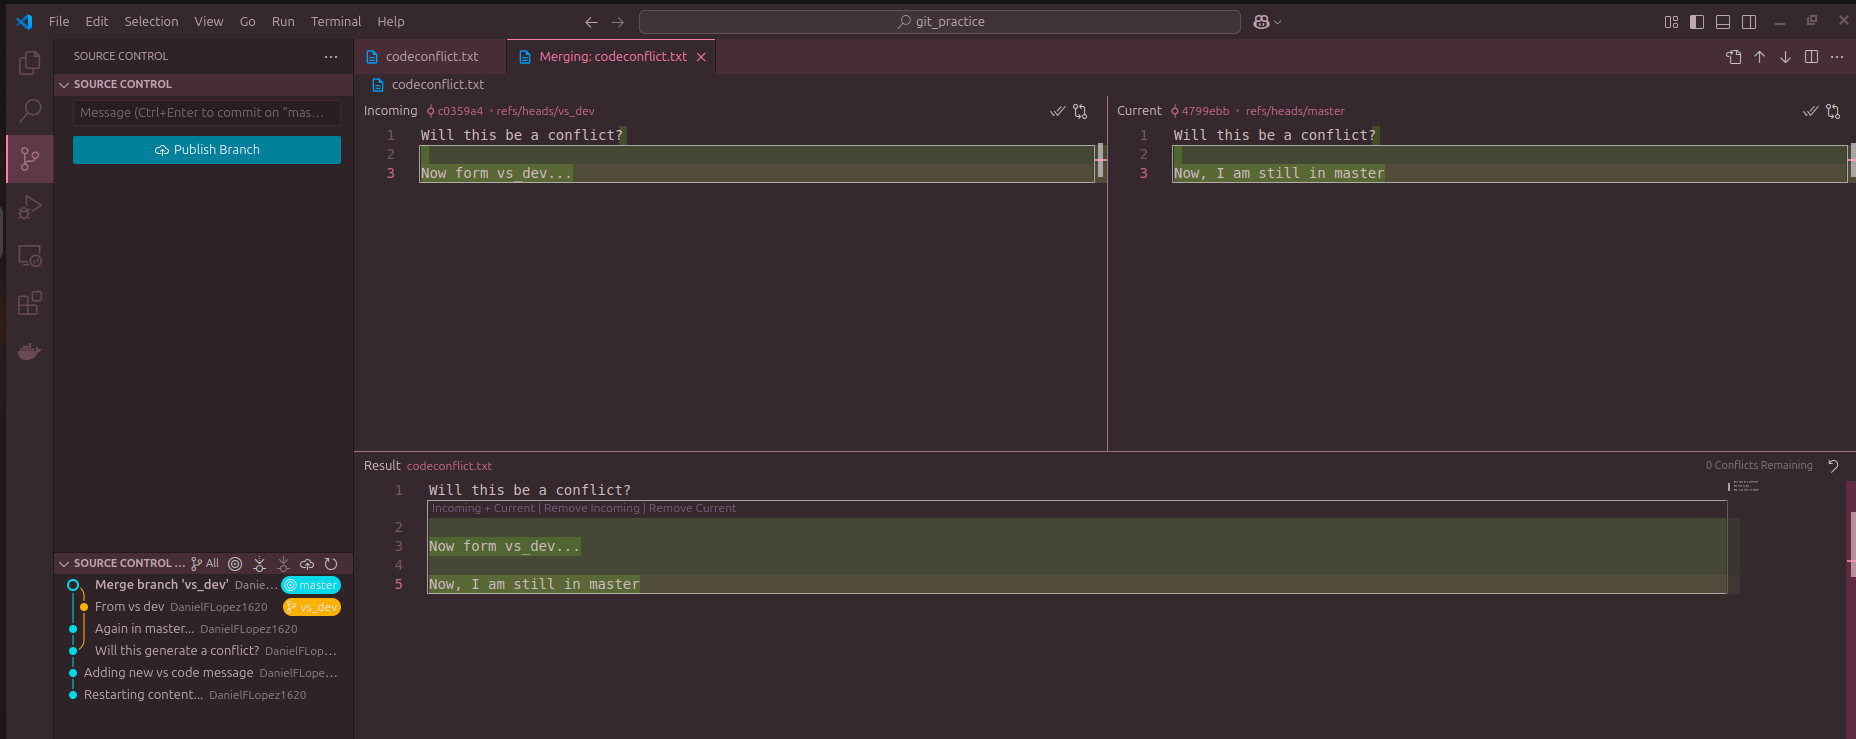 File Edit Selection View Go Run Terminal Help
git_practice
SOURCE CONTROL
SOURCE CONTROL
Message (Ctrl+Enter to commit on "mas...
Publish Branch
codeconflict.txt
Merging: codeconflict.txt
codeconflict.txt
Incoming c0359a4 • refs/heads/vs_dev
1 Will this be a conflict?
2
3 Now form vs_dev...
Current 4799ebb • refs/heads/master
1 Will this be a conflict?
2
3 Now, I am still in master
Result codeconflict.txt
0 Conflicts Remaining
1 Will this be a conflict?
Incoming + Current | Remove Incoming | Remove Current
2
3 Now form vs_dev...
4
5 Now, I am still in master
SOURCE CONTROL ... All
Merge branch 'vs_dev' Danie... master
From vs dev DanielFLopez1620 vs_dev
Again in master... DanielFLopez1620
Will this generate a conflict? DanielFLop...
Adding new vs code message DanielFLope...
Restarting content... DanielFLopez1620